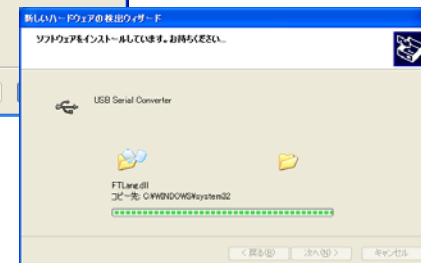 新しいハードウェアの検出ウィザード
ソフトウェアをインストールしています。お待ちください...
USB Serial Converter
FTLang.dll
コピー先: C:¥WINDOWS¥system32
< 戻る(B)
次へ(N) >
キャンセル